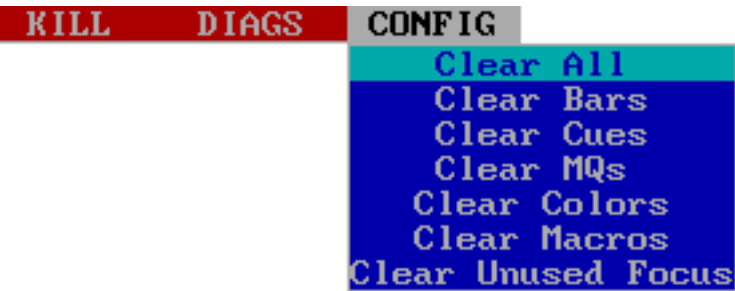 KILL DIAGS CONFIG
Clear All
Clear Bars
Clear Cues
Clear MQs
Clear Colors
Clear Macros
Clear Unused Focus